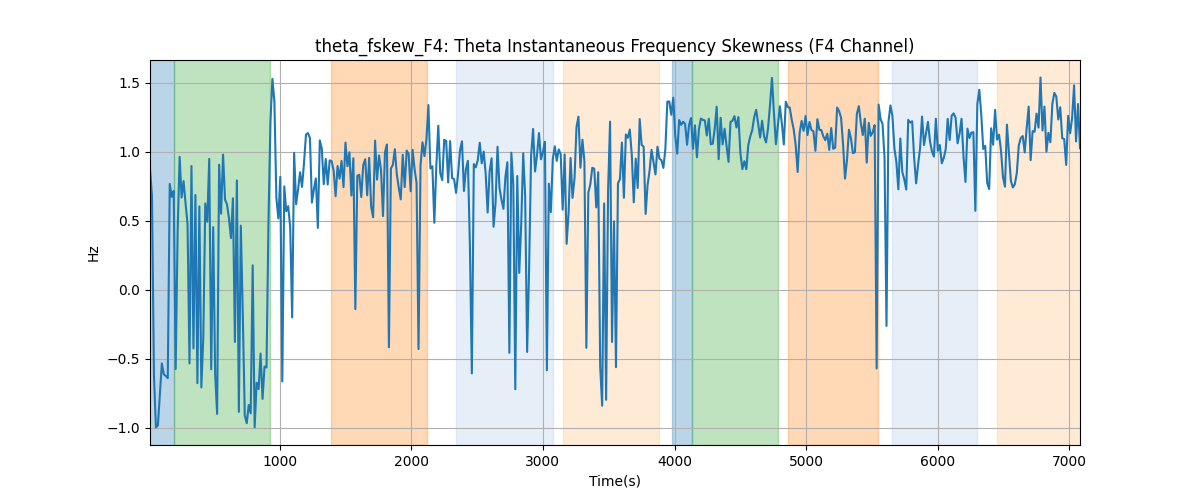 theta_fskew_F4: Theta Instantaneous Frequency Skewness (F4 Channel)
1.5
1.0
0.5
0.0
−0.5
−1.0
Hz
1000 2000 3000 4000 5000 6000 7000
Time(s)